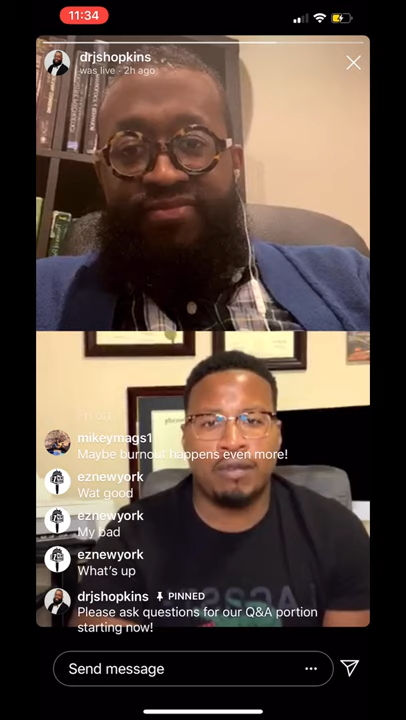 11:34
drjshopkins
was live · 2h ago
mikeymags1
Maybe burnout happens even more!
eznewyork
Wat good
eznewyork
My bad
eznewyork
What's up
drjshopkins PINNED
Please ask questions for our Q&A portion
starting now!
Send message